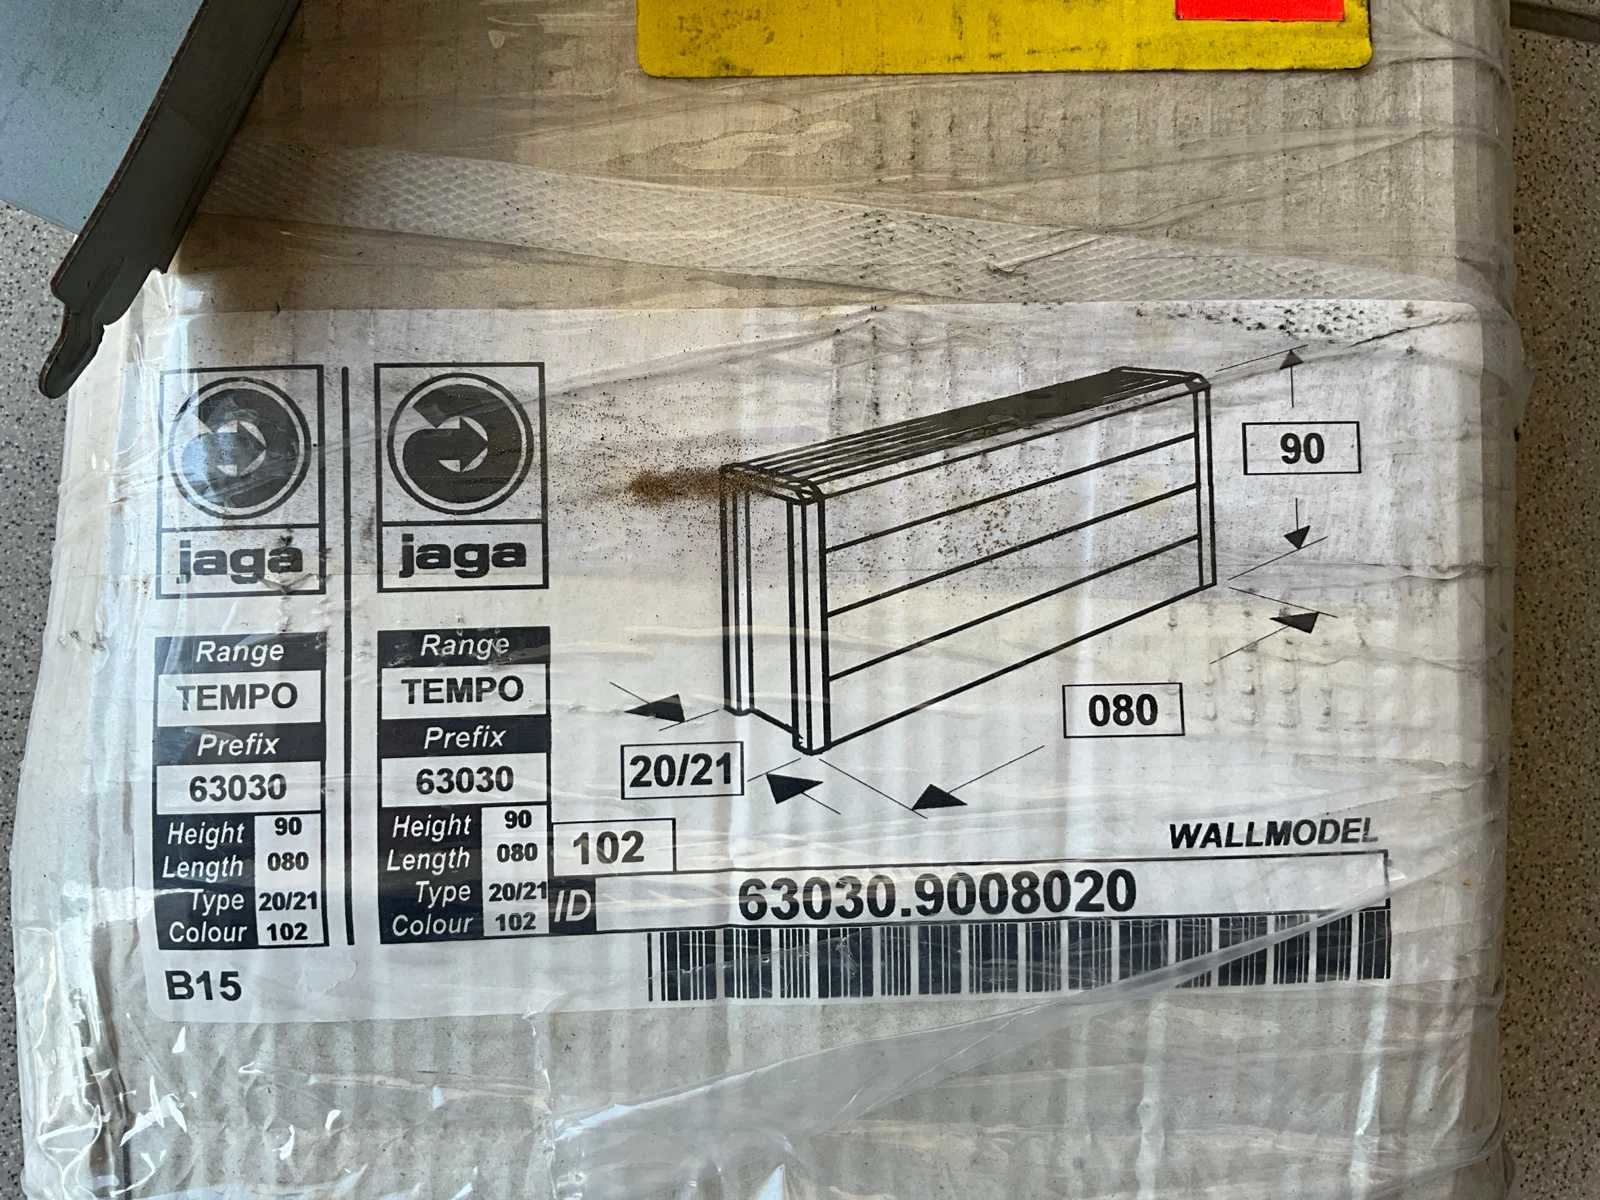 jaga
Range
TEMPO
Prefix
63030
Height 90
Length 080
Type 20/21
Colour 102
B15
jaga
Range
TEMPO
Prefix
63030
Height 90
Length 080
Type 20/21
Colour 102
90
080
20/21
102
WALLMODEL
ID 63030.9008020